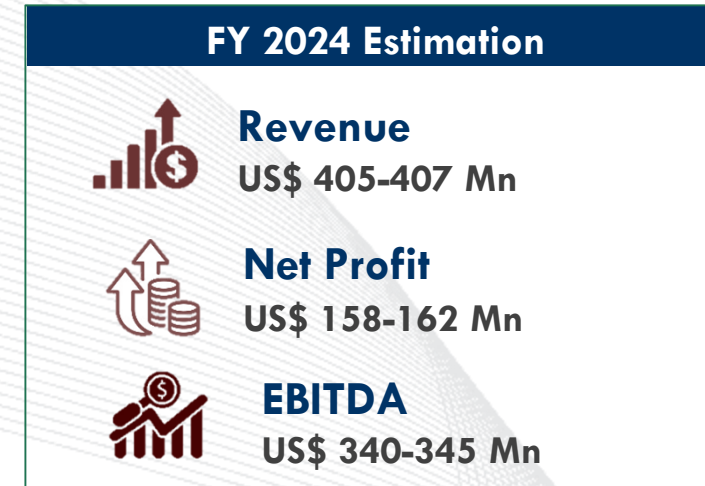 FY 2024 Estimation
Revenue
US$ 405-407 Mn
Net Profit
US$ 158-162 Mn
EBITDA
US$ 340-345 Mn